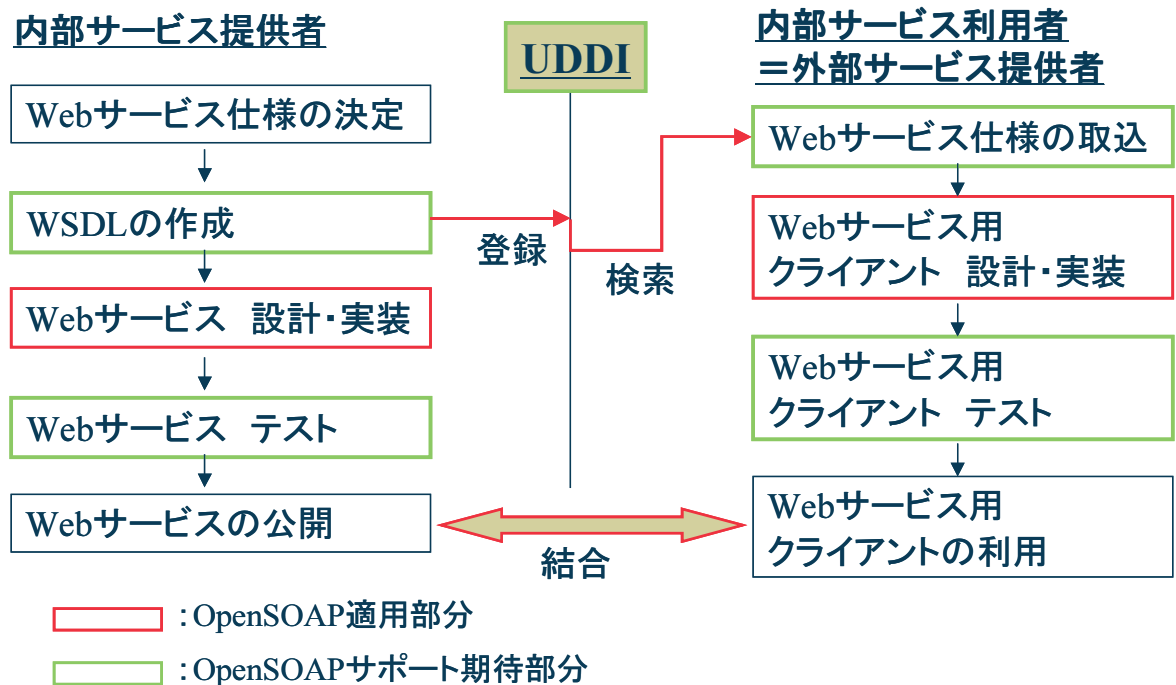 内部サービス提供者
Webサービス仕様の決定
WSDLの作成
Webサービス　設計・実装
Webサービス　テスト
Webサービスの公開
UDDI
登録
検索
結合
内部サービス利用者
＝外部サービス提供者
Webサービス仕様の取込
Webサービス用
クライアント　設計・実装
Webサービス用
クライアント　テスト
Webサービス用
クライアントの利用
：OpenSOAP適用部分
：OpenSOAPサポート期待部分